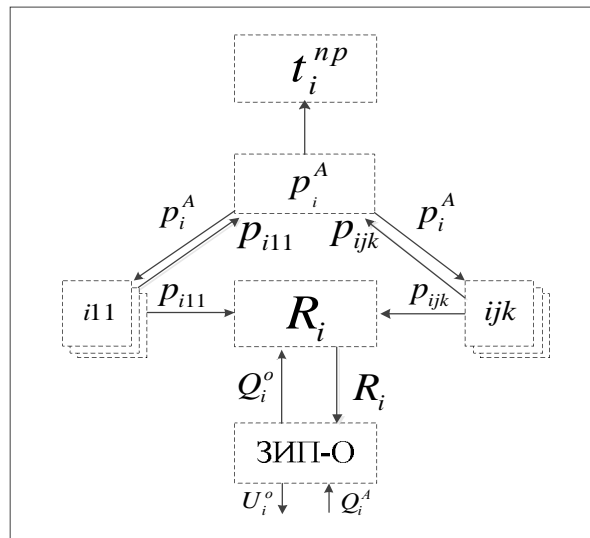 t_i^{np}
p_i^A
p_i^A
p_i^A
p_{i11}
p_{ijk}
i11
p_{i11}
R_i
p_{ijk}
ijk
Q_i^o
R_i
ЗИП-О
U_i^o
Q_i^A